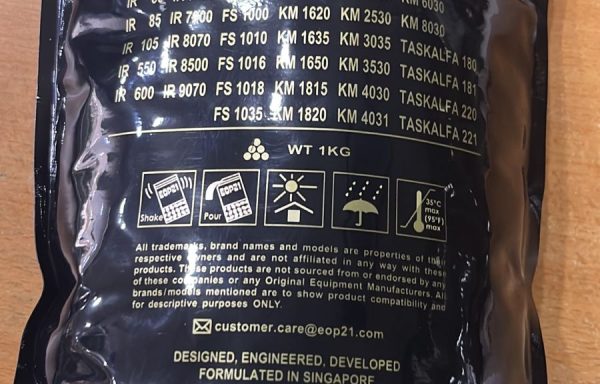 IR KM 6030
IR 85 IR 7200 FS 1000 KM 1620 KM 2530 KM 8030
IR 105 IR 8070 FS 1010 KM 1635 KM 3035 TASKALFA 180
IR 550 IR 8500 FS 1016 KM 1650 KM 3530 TASKALFA 181
IR 600 IR 9070 FS 1018 KM 1815 KM 4030 TASKALFA 220
FS 1035 KM 1820 KM 4031 TASKALFA 221
WT 1KG
EOP21
Shake
EOP21
Pour
35°C
max
(95°F)
max
All trademarks, brand names and models are properties of their
respective owners and are not affiliated in any way with these
products. These products are not sourced from or endorsed by any
of these companies or any Original Equipment Manufacturers. All
brands/models mentioned are to show product compatibility and
for descriptive purposes ONLY.
customer.care@eop21.com
DESIGNED, ENGINEERED, DEVELOPED
FORMULATED IN SINGAPORE